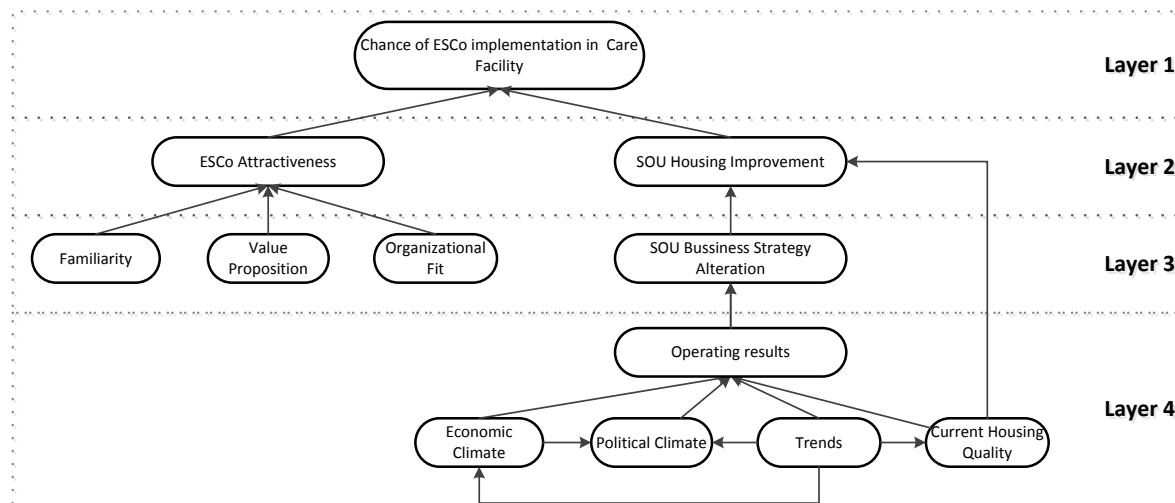 Chance of ESCo implementation in Care
Facility
Layer 1
ESCo Attractiveness
SOU Housing Improvement
Layer 2
Familiarity
Value
Proposition
Organizational
Fit
SOU Bussiness Strategy
Alteration
Layer 3
Operating results
Layer 4
Economic
Climate
Political Climate
Trends
Current Housing
Quality